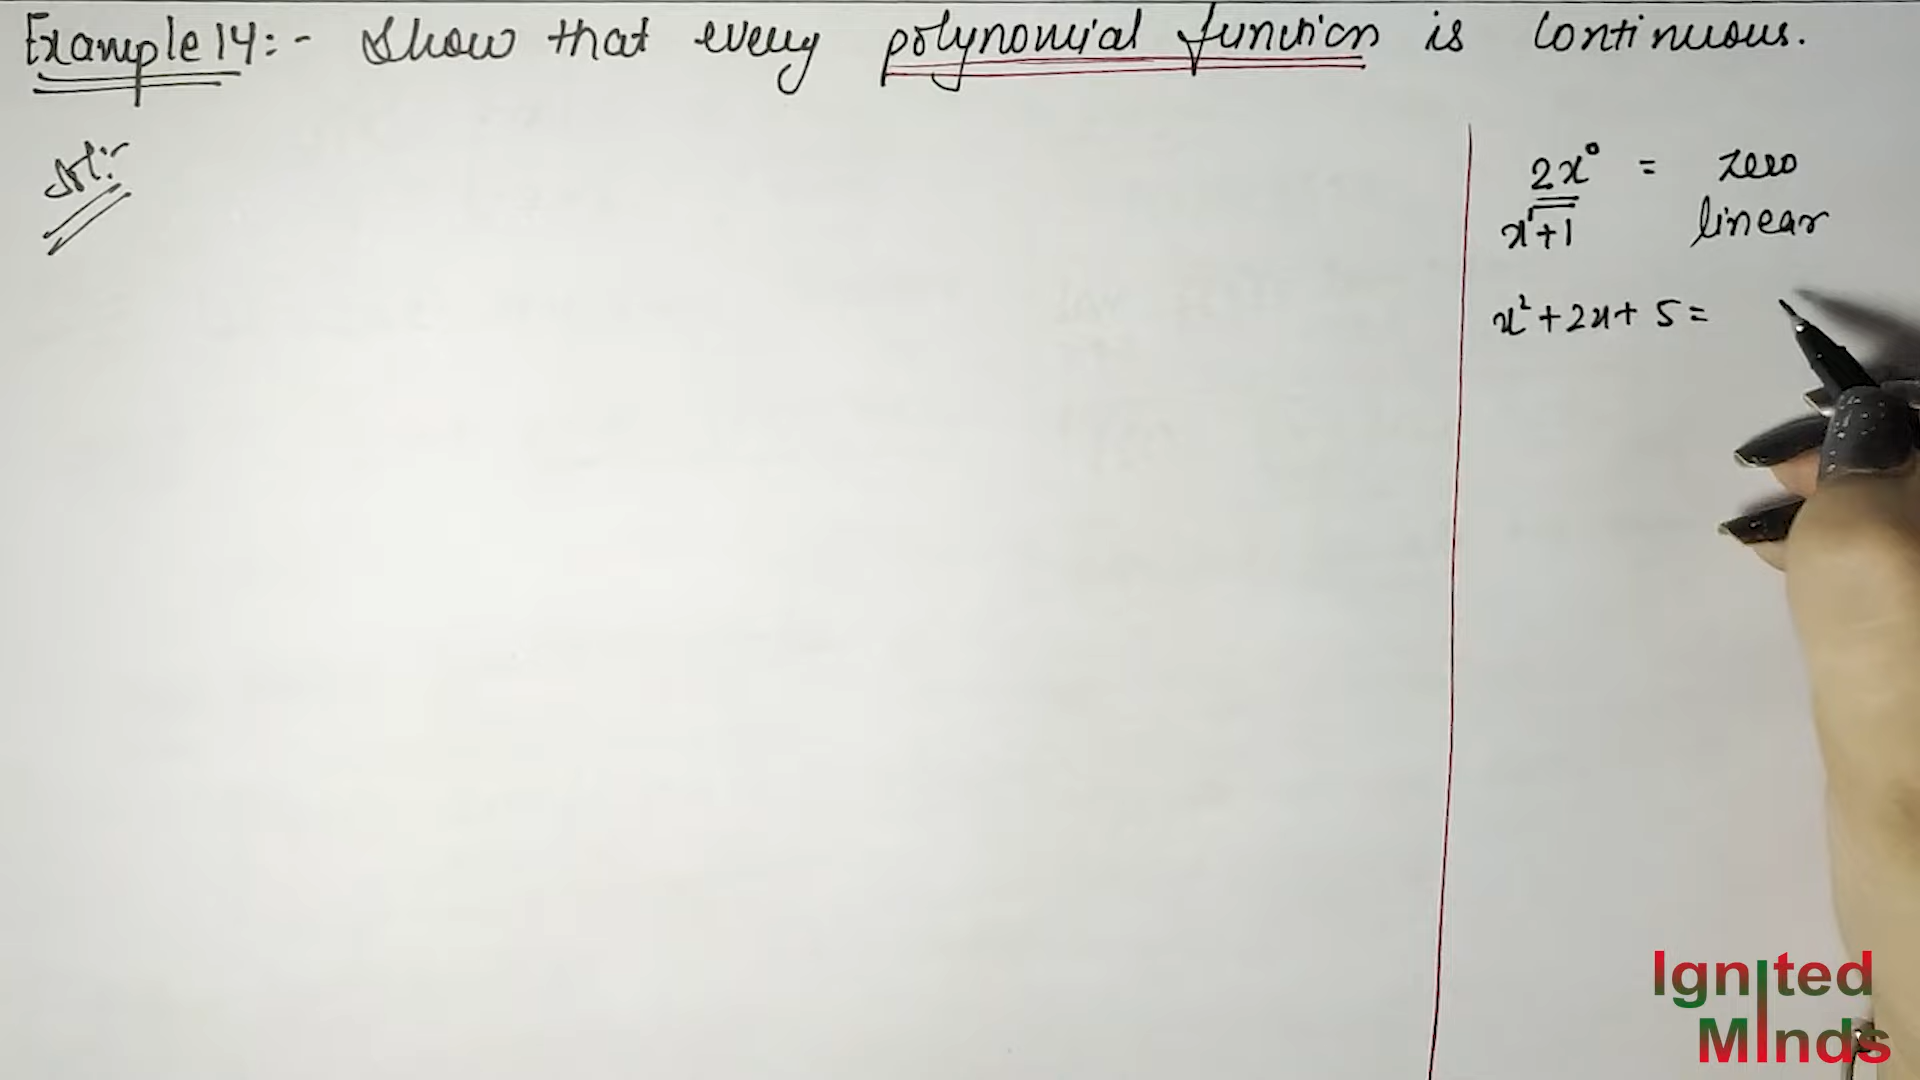 Example 14:- Show that every polynomial function is continuous.
Sol:-
2x⁰ = zero
x¹+1 linear
x²+2x+5=
Ignited
Minds